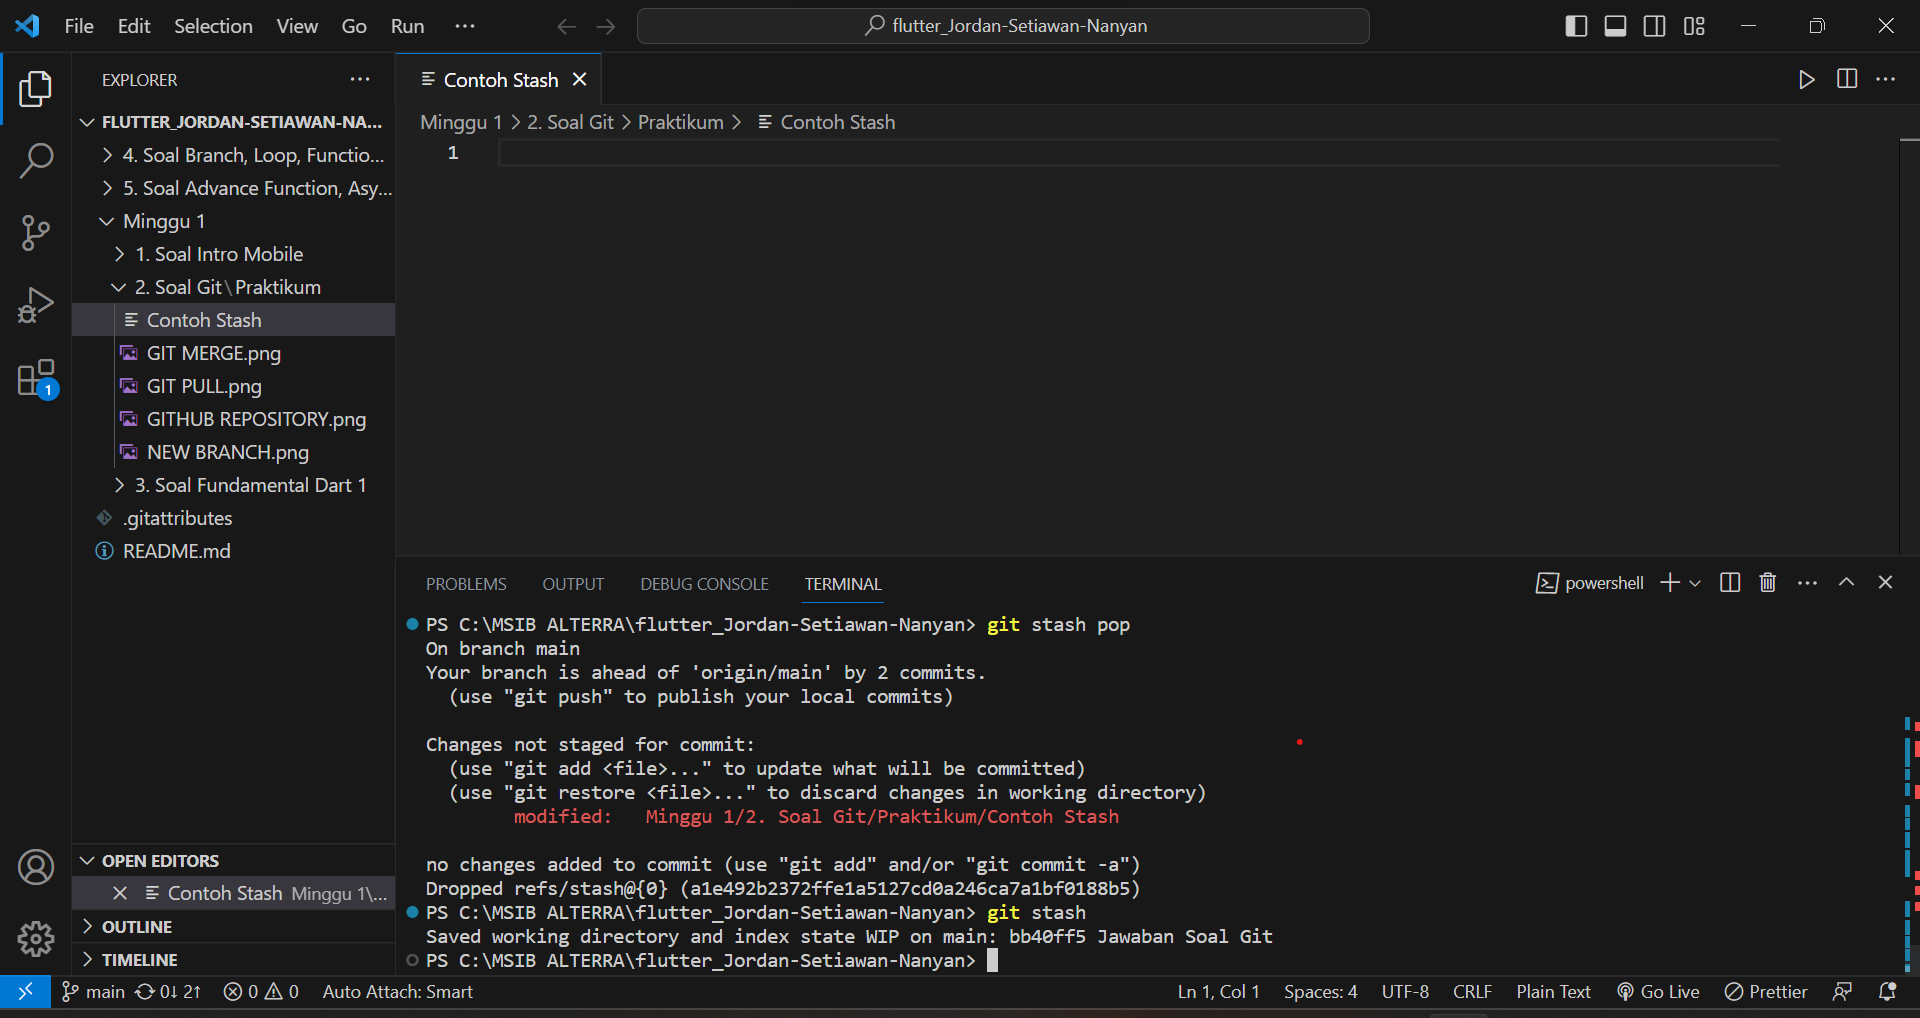 File Edit Selection View Go Run ···
flutter_Jordan-Setiawan-Nanyan
EXPLORER
FLUTTER_JORDAN-SETIAWAN-NA...
4. Soal Branch, Loop, Functio...
5. Soal Advance Function, Asy...
Minggu 1
1. Soal Intro Mobile
2. Soal Git\Praktikum
Contoh Stash
GIT MERGE.png
GIT PULL.png
GITHUB REPOSITORY.png
NEW BRANCH.png
3. Soal Fundamental Dart 1
.gitattributes
README.md
1
OPEN EDITORS
Contoh Stash Minggu 1\...
OUTLINE
TIMELINE
Contoh Stash
Minggu 1 > 2. Soal Git > Praktikum > Contoh Stash
1
PROBLEMS OUTPUT DEBUG CONSOLE TERMINAL
powershell
PS C:\MSIB ALTERRA\flutter_Jordan-Setiawan-Nanyan> git stash pop
On branch main
Your branch is ahead of 'origin/main' by 2 commits.
(use "git push" to publish your local commits)
Changes not staged for commit:
(use "git add <file>..." to update what will be committed)
(use "git restore <file>..." to discard changes in working directory)
modified: Minggu 1/2. Soal Git/Praktikum/Contoh Stash
no changes added to commit (use "git add" and/or "git commit -a")
Dropped refs/stash@{0} (a1e492b2372ffe1a5127cd0a246ca7a1bf0188b5)
PS C:\MSIB ALTERRA\flutter_Jordan-Setiawan-Nanyan> git stash
Saved working directory and index state WIP on main: bb40ff5 Jawaban Soal Git
PS C:\MSIB ALTERRA\flutter_Jordan-Setiawan-Nanyan>
main 0↓ 2↑ 0 0 Auto Attach: Smart
Ln 1, Col 1 Spaces: 4 UTF-8 CRLF Plain Text Go Live Prettier